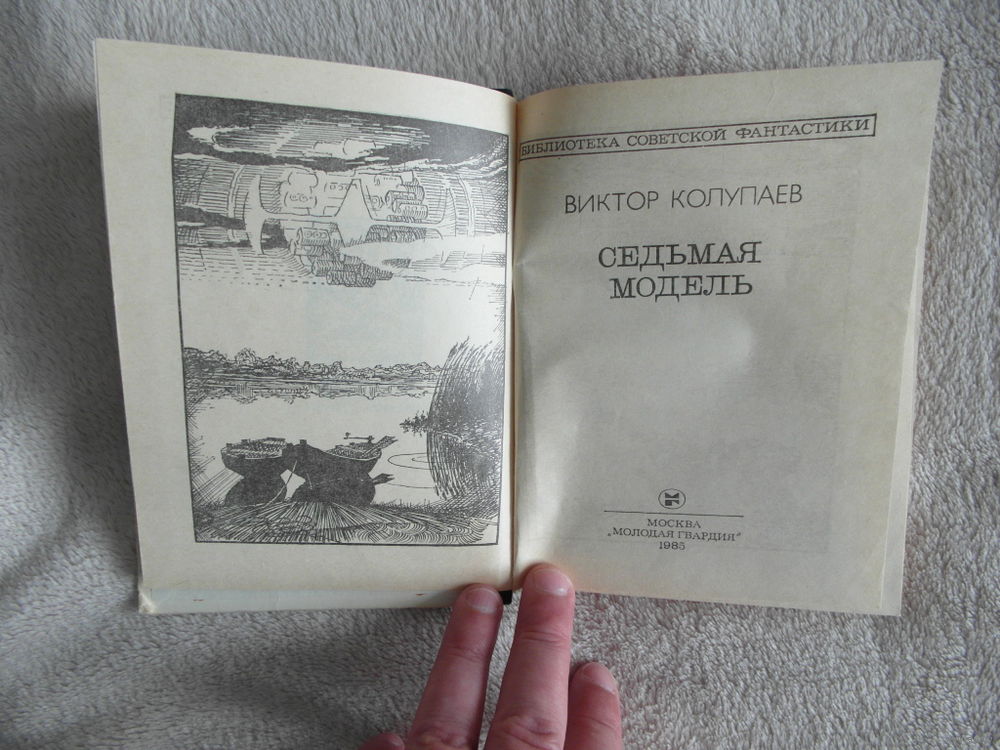 БИБЛИОТЕКА СОВЕТСКОЙ ФАНТАСТИКИ
ВИКТОР КОЛУПАЕВ
СЕДЬМАЯ
МОДЕЛЬ
МОСКВА
„МОЛОДАЯ ГВАРДИЯ"
1985